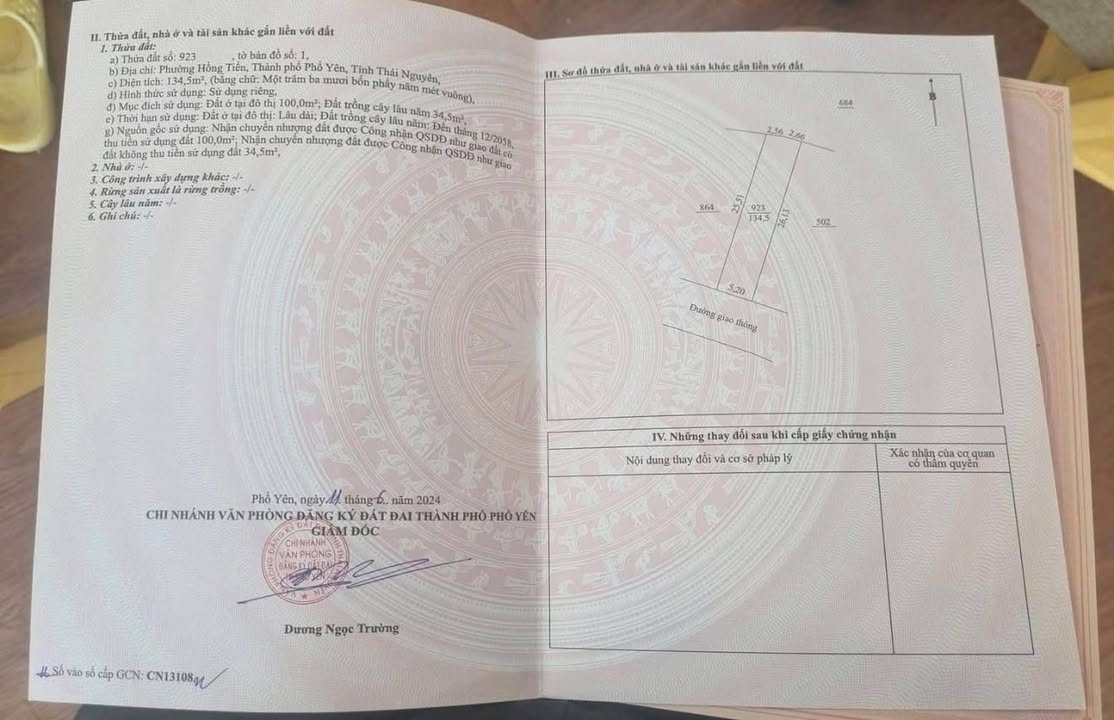 II. Thửa đất, nhà ở và tài sản khác gắn liền với đất
1. Thửa đất:
a) Thửa đất số: 923 , tờ bản đồ số: 1,
b) Địa chỉ: Phường Hồng Tiến, Thành phố Phổ Yên, Tỉnh Thái Nguyên,
c) Diện tích: 134,5m², (bằng chữ: Một trăm ba mươi bốn phẩy năm mét vuông),
d) Hình thức sử dụng: Sử dụng riêng,
đ) Mục đích sử dụng: Đất ở tại đô thị 100,0m²; Đất trồng cây lâu năm 34,5m²,
e) Thời hạn sử dụng: Đất ở tại đô thị: Lâu dài; Đất trồng cây lâu năm: Đến tháng 12/2058,
g) Nguồn gốc sử dụng: Nhận chuyển nhượng đất được Công nhận QSDĐ như giao đất có
thu tiền sử dụng đất 100,0m²; Nhận chuyển nhượng đất được Công nhận QSDĐ như giao
đất không thu tiền sử dụng đất 34,5m²,
2. Nhà ở: -/-
3. Công trình xây dựng khác: -/-
4. Rừng sản xuất là rừng trồng: -/-
5. Cây lâu năm: -/-
6. Ghi chú: -/-
Phổ Yên, ngày 11 tháng 6.. năm 2024
CHI NHÁNH VĂN PHÒNG ĐĂNG KÝ ĐẤT ĐAI THÀNH PHỐ PHỔ YÊN
GIÁM ĐỐC
CHI NHÁNH
VĂN PHÒNG
ĐĂNG KÝ ĐẤT ĐAI
Dương Ngọc Trường
Số vào sổ cấp GCN: CN13108
III. Sơ đồ thửa đất, nhà ở và tài sản khác gắn liền với đất
B
684
2,56 2,66
25,51
864
923
134,5
26,13
502
5,20
Đường giao thông
IV. Những thay đổi sau khi cấp giấy chứng nhận
Nội dung thay đổi và cơ sở pháp lý
Xác nhận của cơ quan
có thẩm quyền